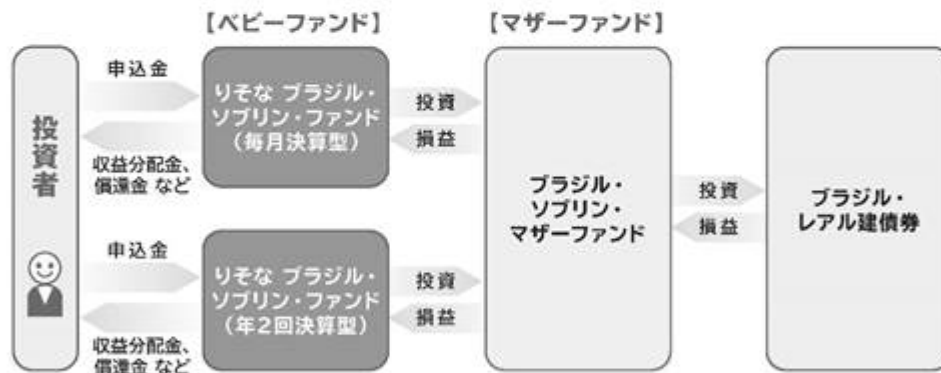 【ベビーファンド】
【マザーファンド】
投資者
申込金
収益分配金、
償還金 など
りそな ブラジル・
ソブリン・ファンド
（毎月決算型）
投資
損益
申込金
収益分配金、
償還金 など
りそな ブラジル・
ソブリン・ファンド
（年2回決算型）
投資
損益
ブラジル・
ソブリン・
マザーファンド
投資
損益
ブラジル・
レアル建債券